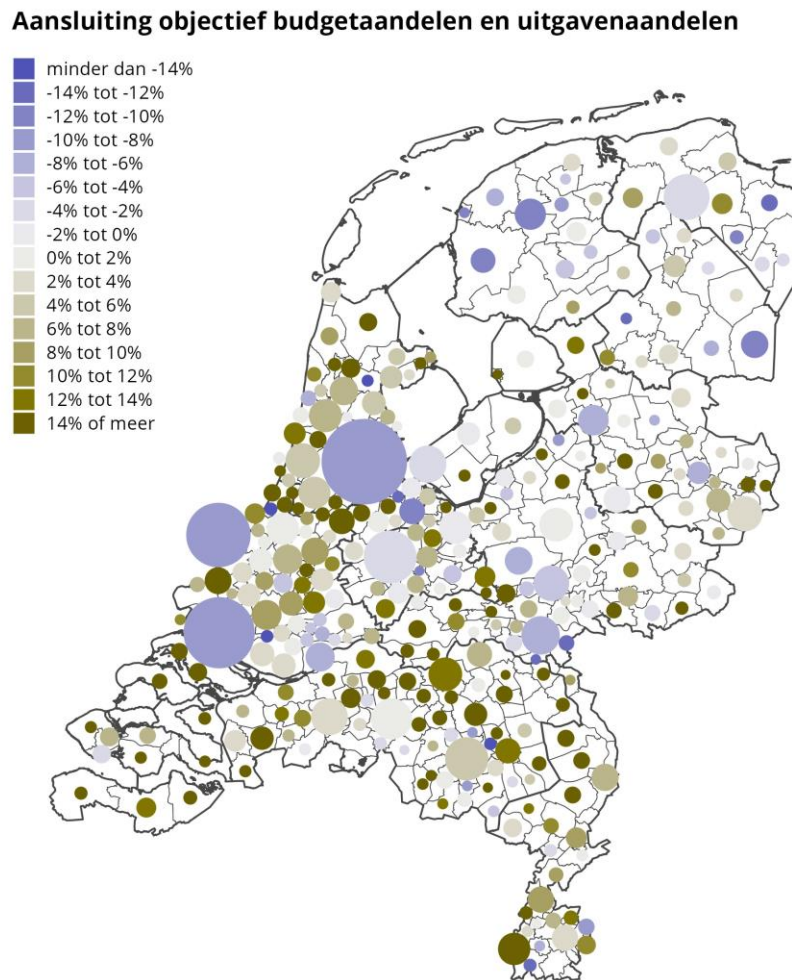 Aansluiting objectief budgetaandelen en uitgavenaandelen
minder dan -14%
-14% tot -12%
-12% tot -10%
-10% tot -8%
-8% tot -6%
-6% tot -4%
-4% tot -2%
-2% tot 0%
0% tot 2%
2% tot 4%
4% tot 6%
6% tot 8%
8% tot 10%
10% tot 12%
12% tot 14%
14% of meer